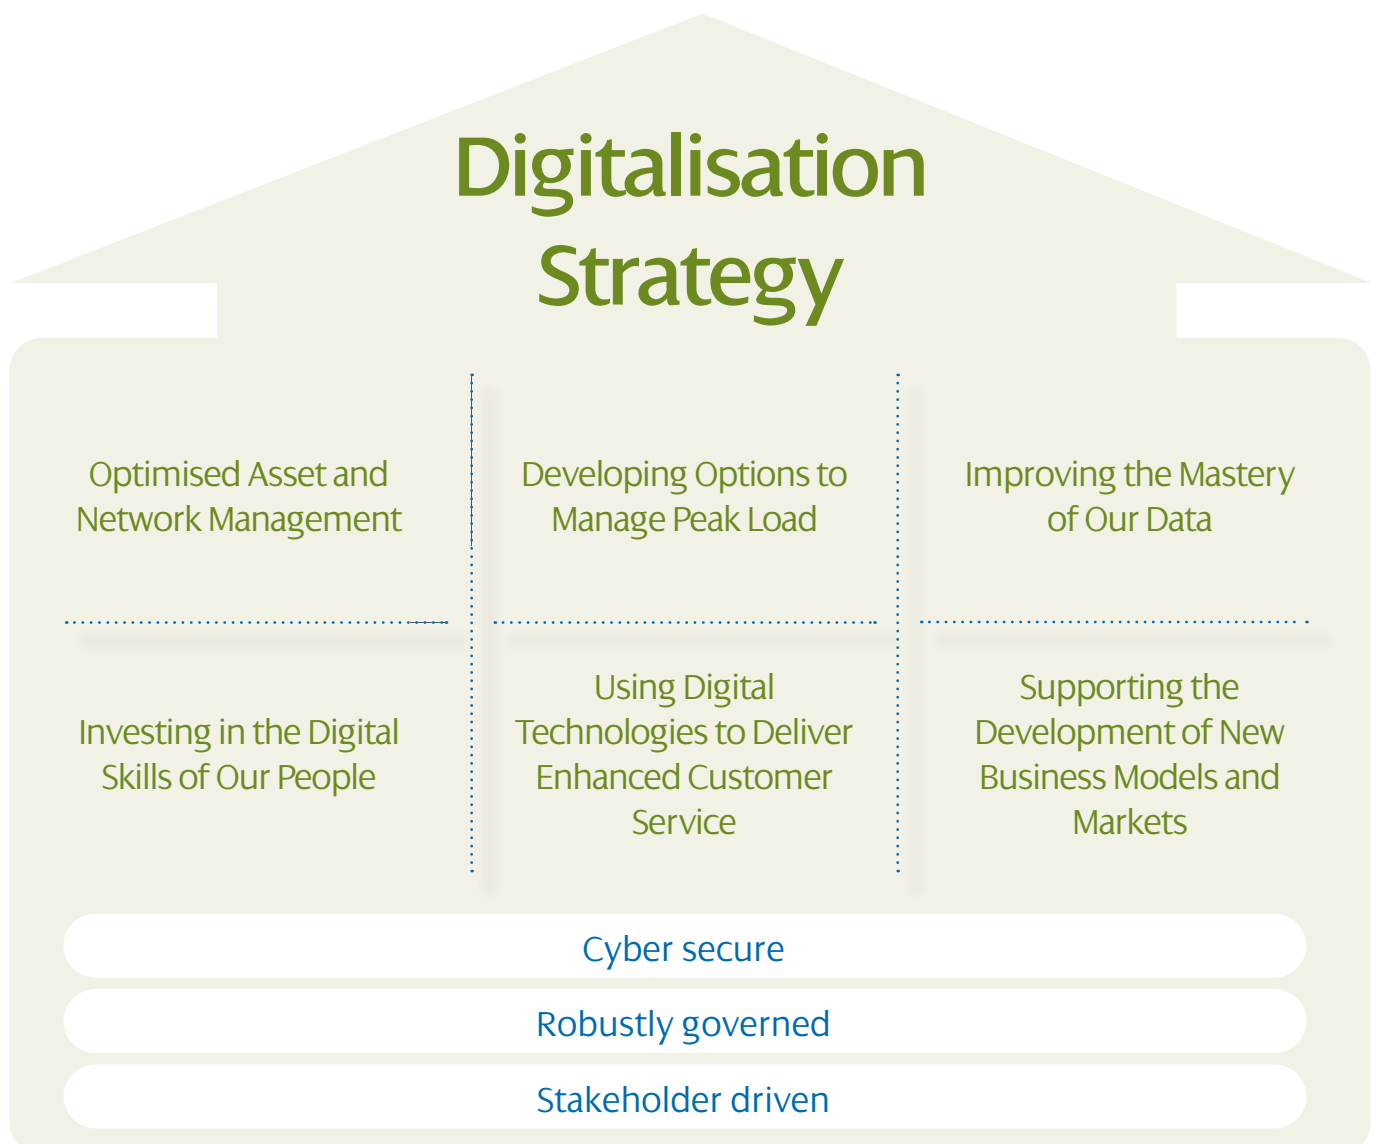 Digitalisation
Strategy
Optimised Asset and
Network Management
Developing Options to
Manage Peak Load
Improving the Mastery
of Our Data
Investing in the Digital
Skills of Our People
Using Digital
Technologies to Deliver
Enhanced Customer
Service
Supporting the
Development of New
Business Models and
Markets
Cyber secure
Robustly governed
Stakeholder driven